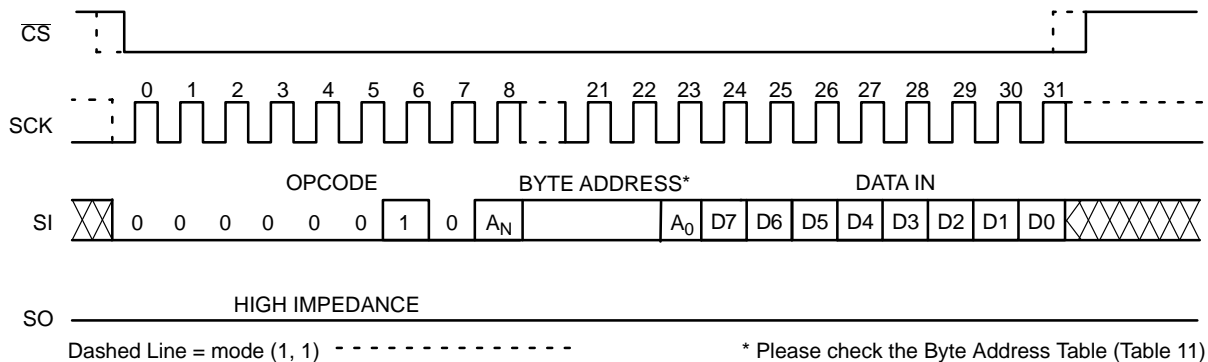 CS
0 1 2 3 4 5 6 7 8 21 22 23 24 25 26 27 28 29 30 31
SCK
OPCODE BYTE ADDRESS* DATA IN
SI 0 0 0 0 0 0 1 0 AN A0 D7 D6 D5 D4 D3 D2 D1 D0
HIGH IMPEDANCE
SO
Dashed Line = mode (1, 1) * Please check the Byte Address Table (Table 11)